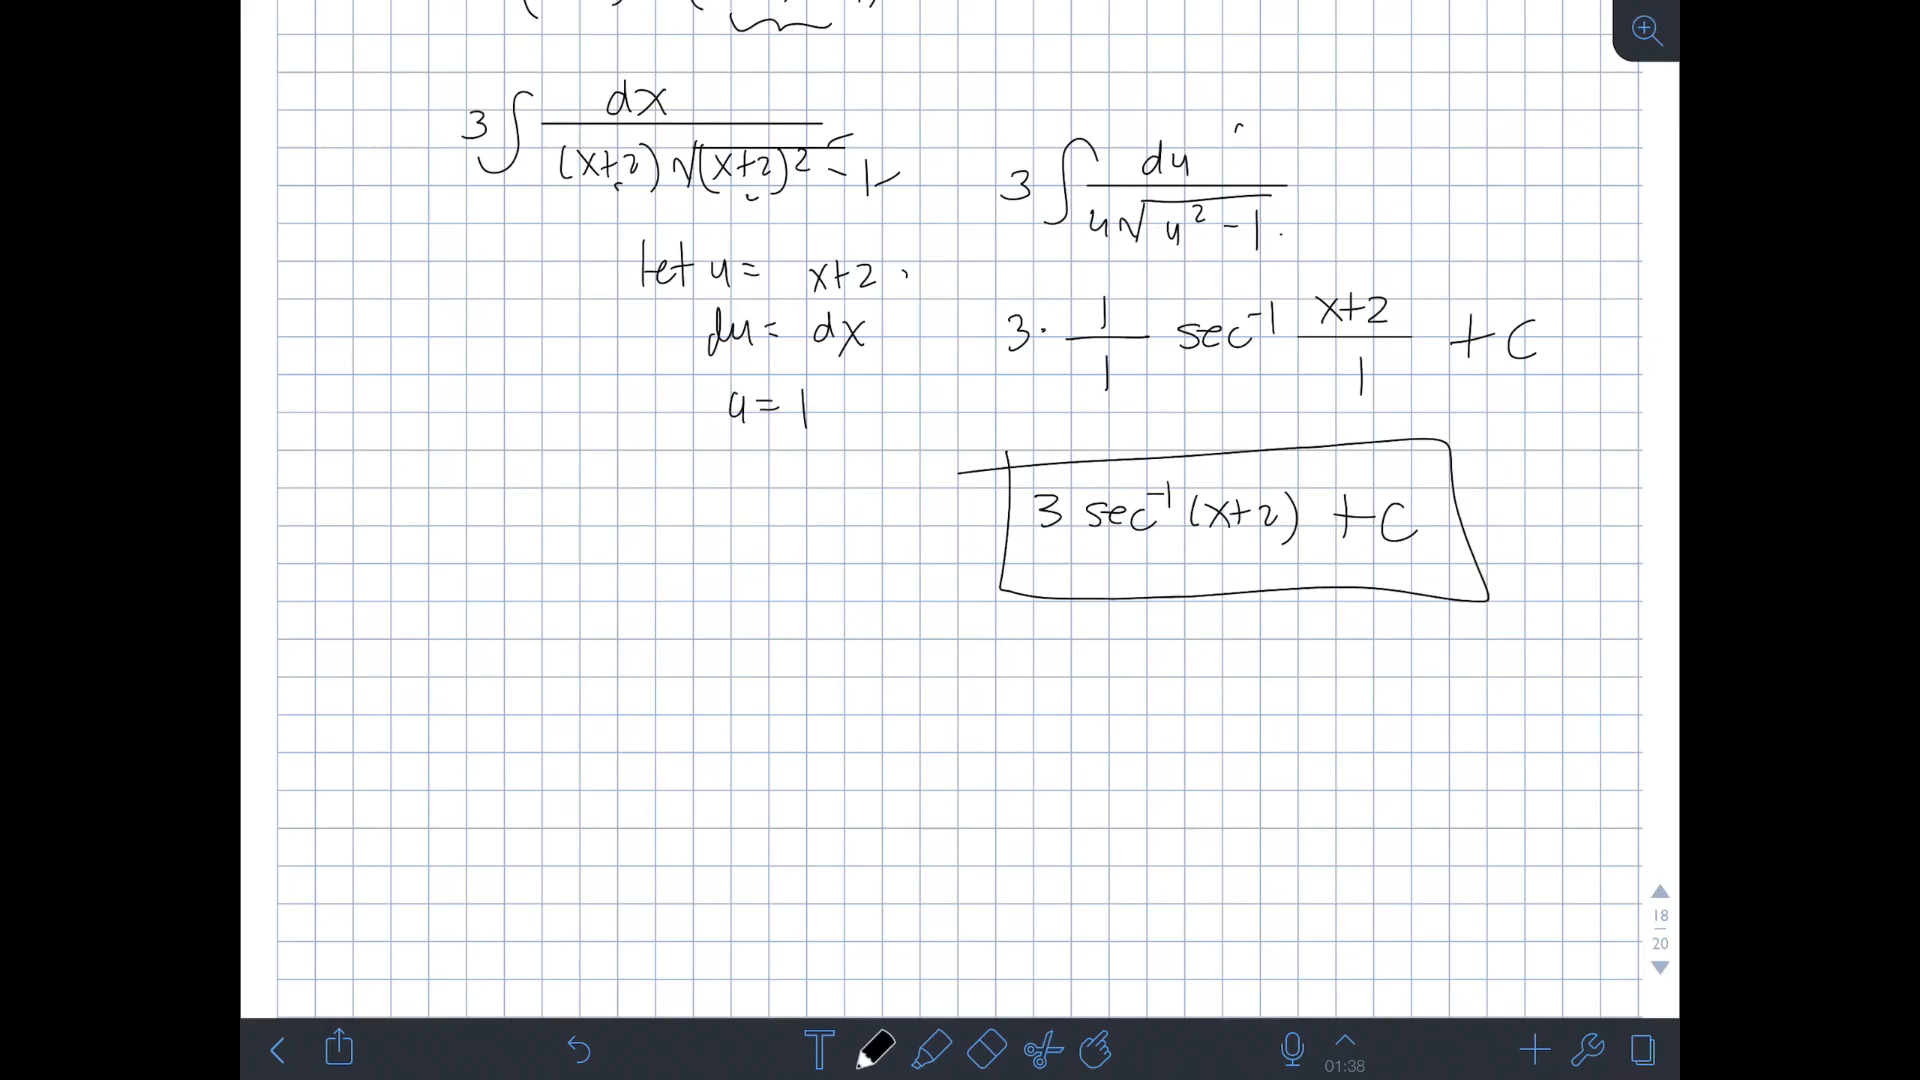 3∫ dx / (x+2)√(x+2)² - 1
let u = x+2
du = dx
a = 1
3∫ du / u√u² - 1
3 · 1/1 sec⁻¹ x+2/1 + C
3 sec⁻¹ (x+2) + C
18
20
T
01:38